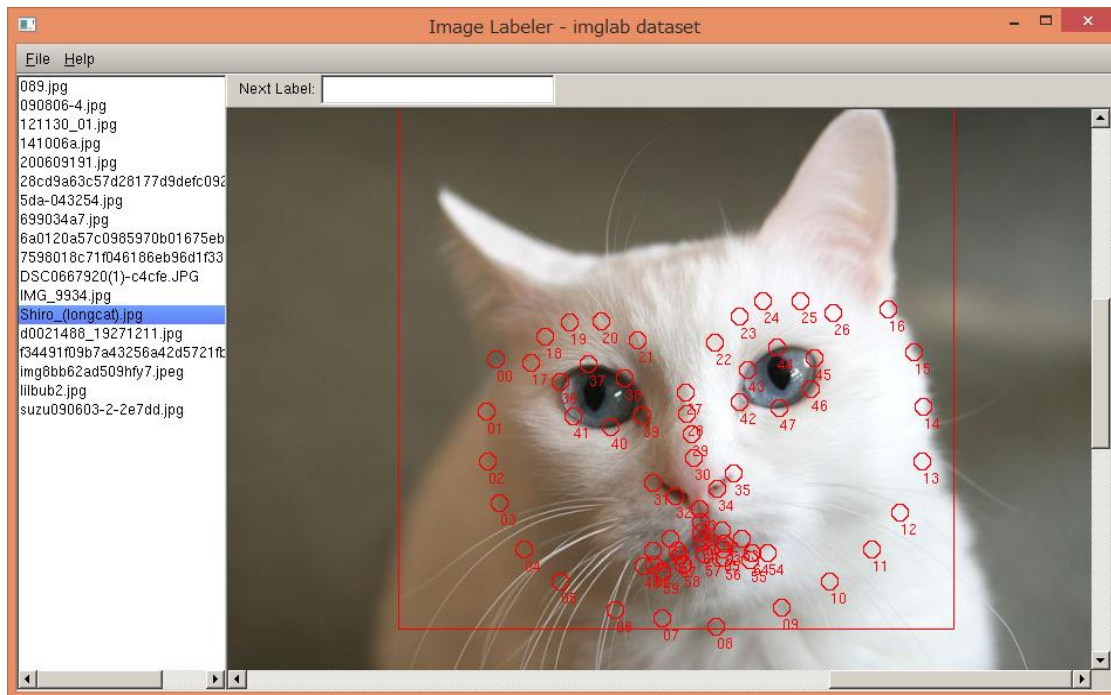 Image Labeler - imglab dataset
File Help
089.jpg
090806-4.jpg
121130_01.jpg
141006a.jpg
200609191.jpg
28cd9a63c57d28177d9defc092
5da-043254.jpg
699034a7.jpg
6a0120a57c0985970b01675eb
7598018c71f046186eb96d1f33
DSC0667920(1)-c4cfe.JPG
IMG_9934.jpg
Shiro_(longcat).jpg
d0021488_19271211.jpg
f34491f09b7a43256a42d5721fb
img8bb62ad509hfy7.jpeg
lilbub2.jpg
suzu090603-2-2e7dd.jpg
Next Label:
24 25
23 26 16
19 20
18 21 22
00 17 37 44 45 15
36 38 43 46
41 40 39 27 42 47 14
01 28
29
02 30 13
31 35
03 32 34 12
04 11
57 56 55 54
05 59 58 10
06 07 08 09